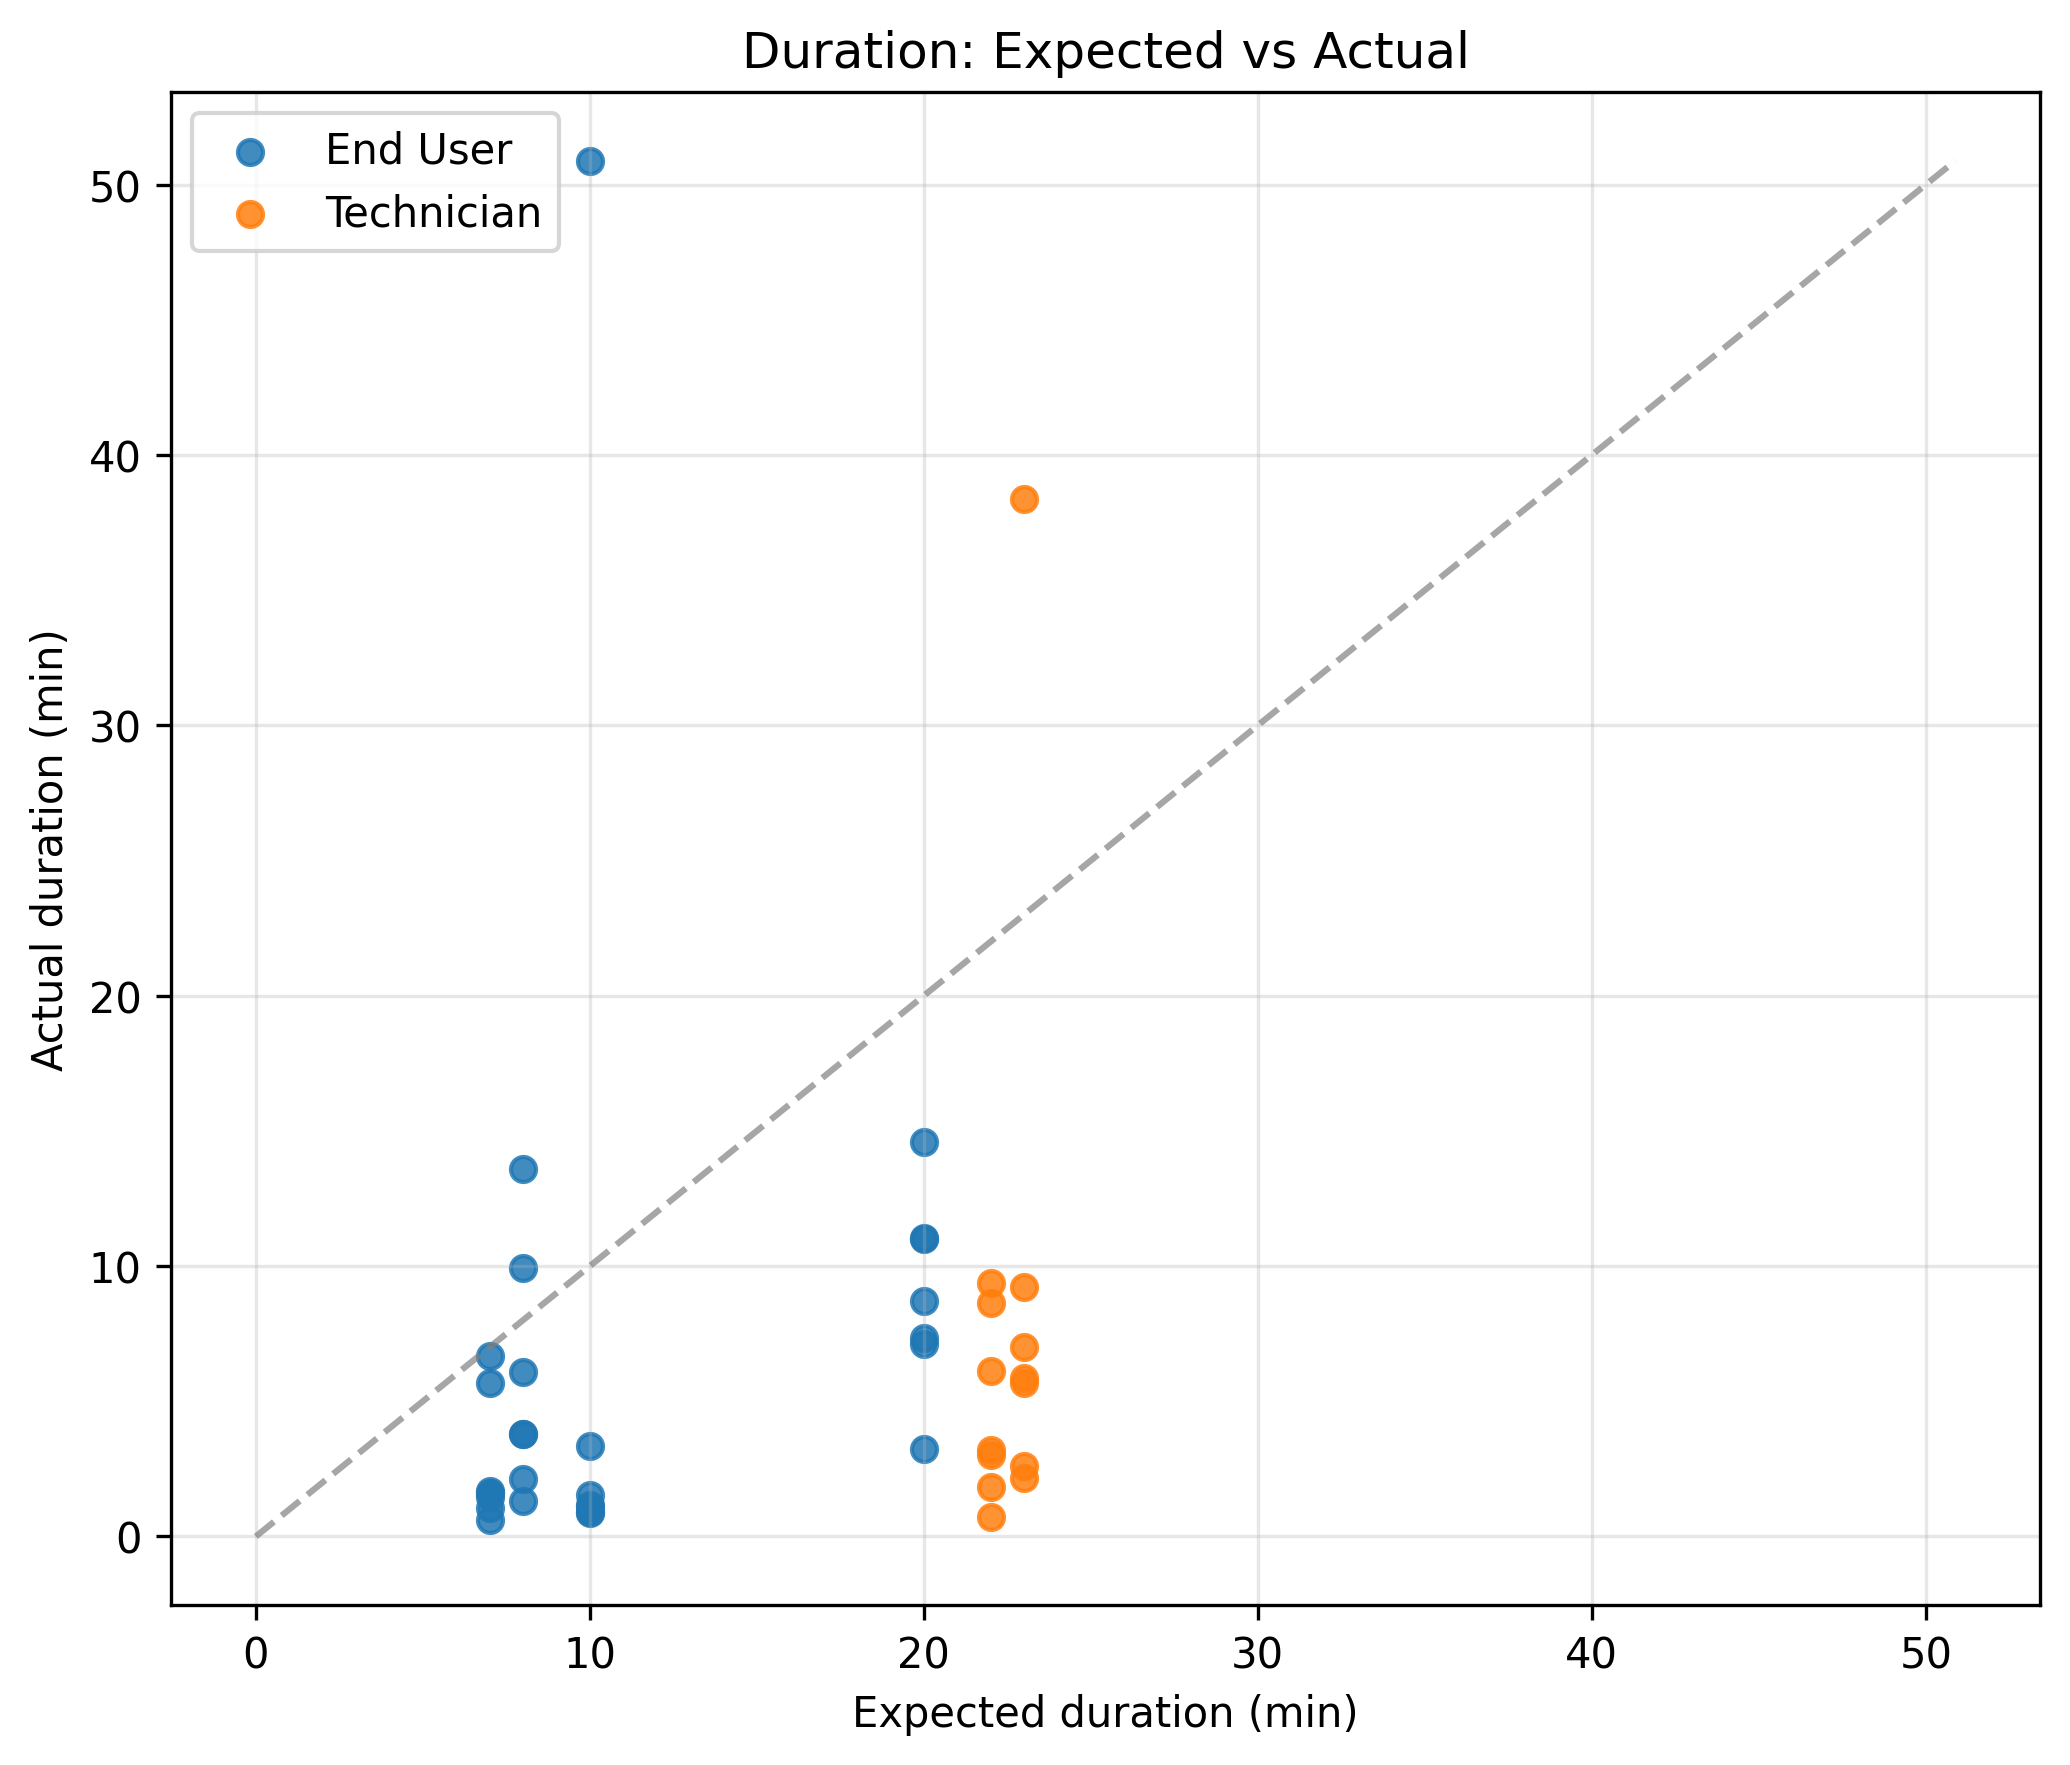 Duration: Expected vs Actual
End User
Technician
50
40
30
20
10
0
Actual duration (min)
0 10 20 30 40 50
Expected duration (min)